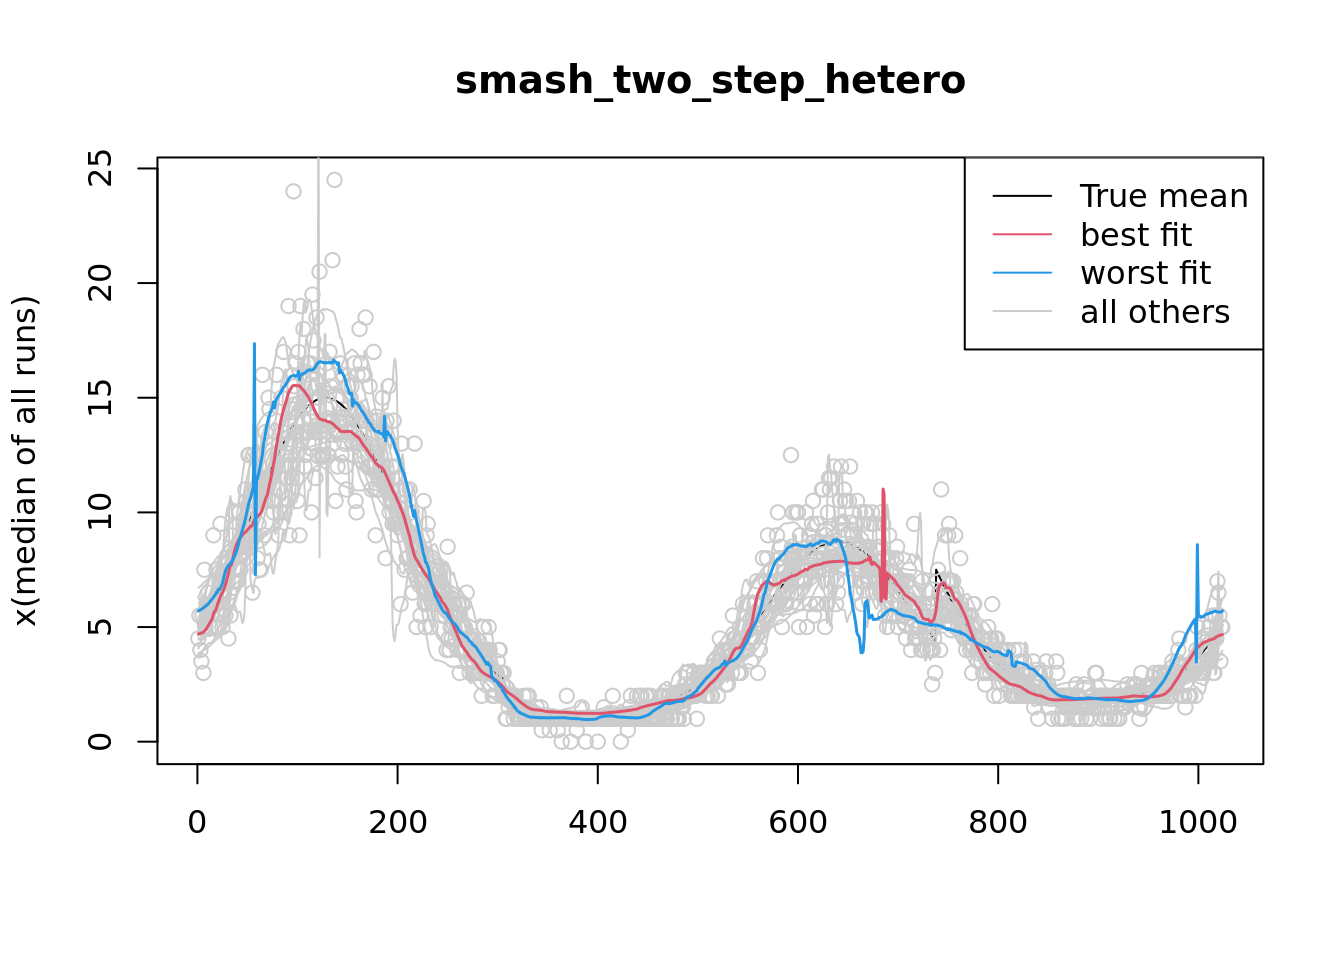 smash_two_step_hetero
x(median of all runs)
25
20
15
10
5
0
True mean
best fit
worst fit
all others
0 200 400 600 800 1000